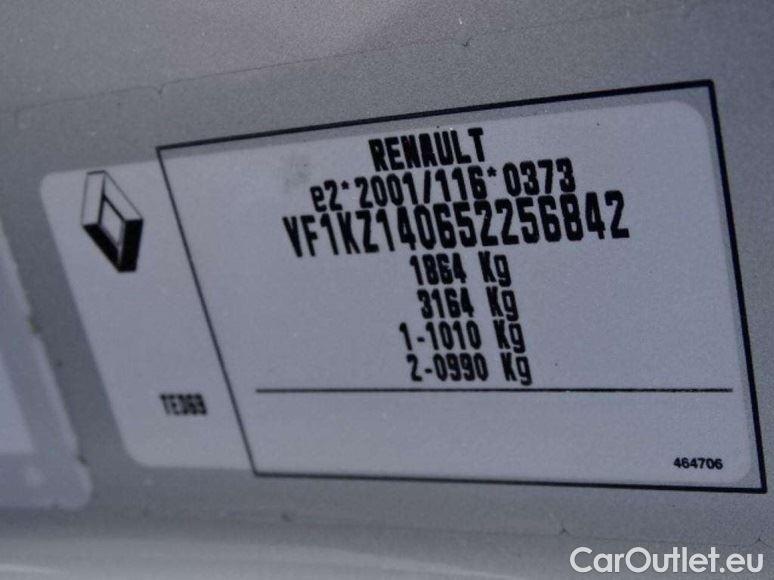 RENAULT
e2*2001/116*0373
VF1KZ140652256842
1864 Kg
3164 Kg
1-1010 Kg
2-0990 Kg
TED69
464706
CarOutlet.eu